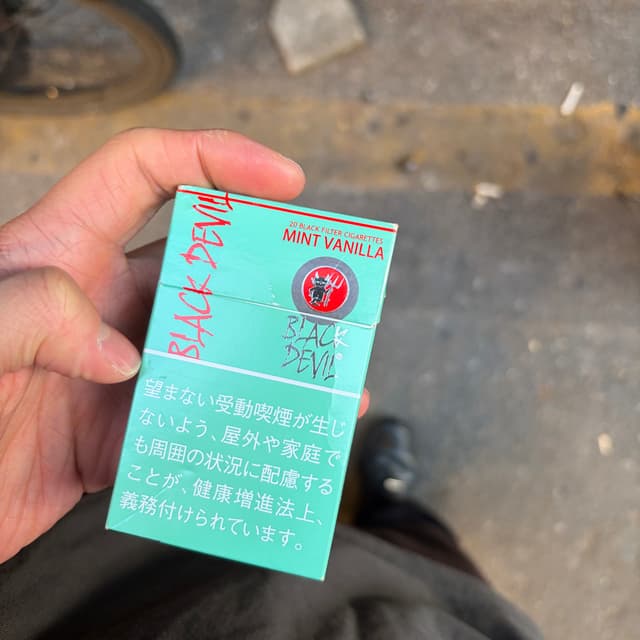 BLACK DEVIL
20 BLACK FILTER CIGARETTES
MINT VANILLA
BLACK
DEVIL
望まない受動喫煙が生じ
ないよう、屋外や家庭で
も周囲の状況に配慮する
ことが、健康増進法上、
義務付けられています。